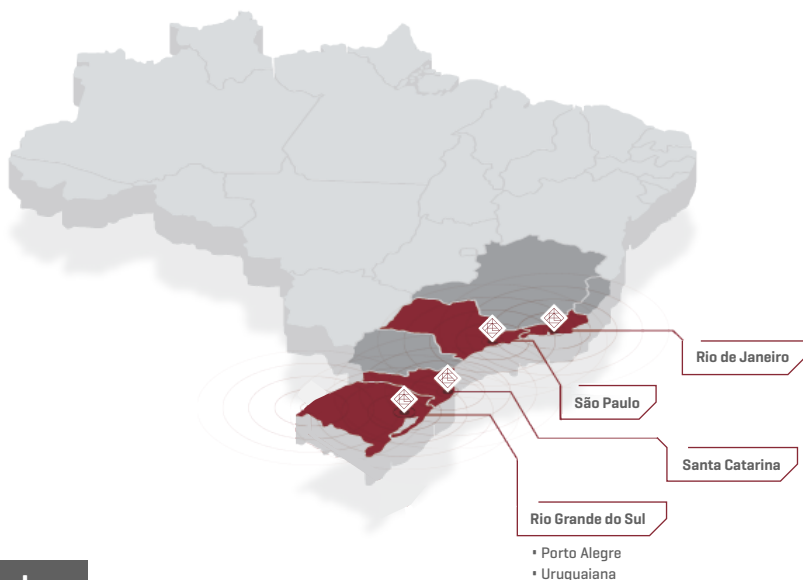 Rio de Janeiro
São Paulo
Santa Catarina
Rio Grande do Sul
• Porto Alegre
• Uruguaiana